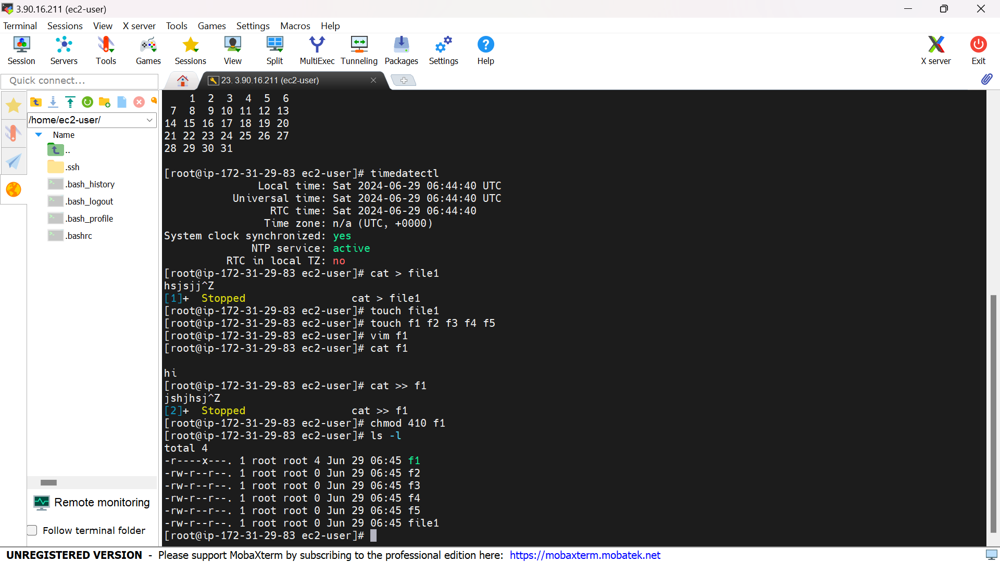 3.90.16.211 (ec2-user)
Terminal Sessions View X server Tools Games Settings Macros Help
Session Servers Tools Games Sessions View Split MultiExec Tunneling Packages Settings Help X server Exit
Quick connect...
23. 3.90.16.211 (ec2-user)
/home/ec2-user/
Name
..
.ssh
.bash_history
.bash_logout
.bash_profile
.bashrc
Remote monitoring
Follow terminal folder
    1  2  3  4  5  6
 7  8  9 10 11 12 13
14 15 16 17 18 19 20
21 22 23 24 25 26 27
28 29 30 31
[root@ip-172-31-29-83 ec2-user]# timedatectl
               Local time: Sat 2024-06-29 06:44:40 UTC
           Universal time: Sat 2024-06-29 06:44:40 UTC
                 RTC time: Sat 2024-06-29 06:44:40
                Time zone: n/a (UTC, +0000)
System clock synchronized: yes
              NTP service: active
          RTC in local TZ: no
[root@ip-172-31-29-83 ec2-user]# cat > file1
hsjsjj^Z
[1]+  Stopped                 cat > file1
[root@ip-172-31-29-83 ec2-user]# touch file1
[root@ip-172-31-29-83 ec2-user]# touch f1 f2 f3 f4 f5
[root@ip-172-31-29-83 ec2-user]# vim f1
[root@ip-172-31-29-83 ec2-user]# cat f1
hi
[root@ip-172-31-29-83 ec2-user]# cat >> f1
jshjhsj^Z
[2]+  Stopped                 cat >> f1
[root@ip-172-31-29-83 ec2-user]# chmod 410 f1
[root@ip-172-31-29-83 ec2-user]# ls -l
total 4
-r----x---. 1 root root 4 Jun 29 06:45 f1
-rw-r--r--. 1 root root 0 Jun 29 06:45 f2
-rw-r--r--. 1 root root 0 Jun 29 06:45 f3
-rw-r--r--. 1 root root 0 Jun 29 06:45 f4
-rw-r--r--. 1 root root 0 Jun 29 06:45 f5
-rw-r--r--. 1 root root 0 Jun 29 06:45 file1
[root@ip-172-31-29-83 ec2-user]#
UNREGISTERED VERSION - Please support MobaXterm by subscribing to the professional edition here: https://mobaxterm.mobatek.net